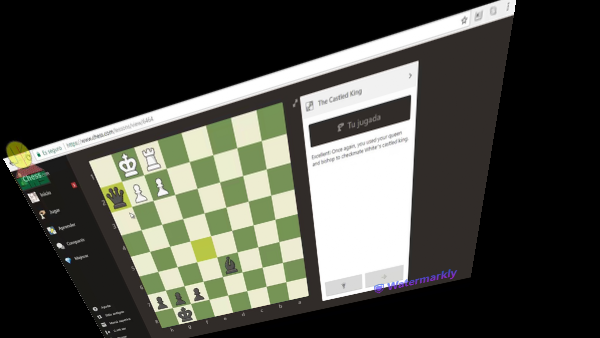 Es seguro | https://www.chess.com/lessons/view/6464
Chess
The Castled King
Tu jugada
Excellent! Once again, you used your queen
and bishop to checkmate White's castled king.
Inicio
Jugar
Aprender
Compartir
Mejorar
Watermarkly